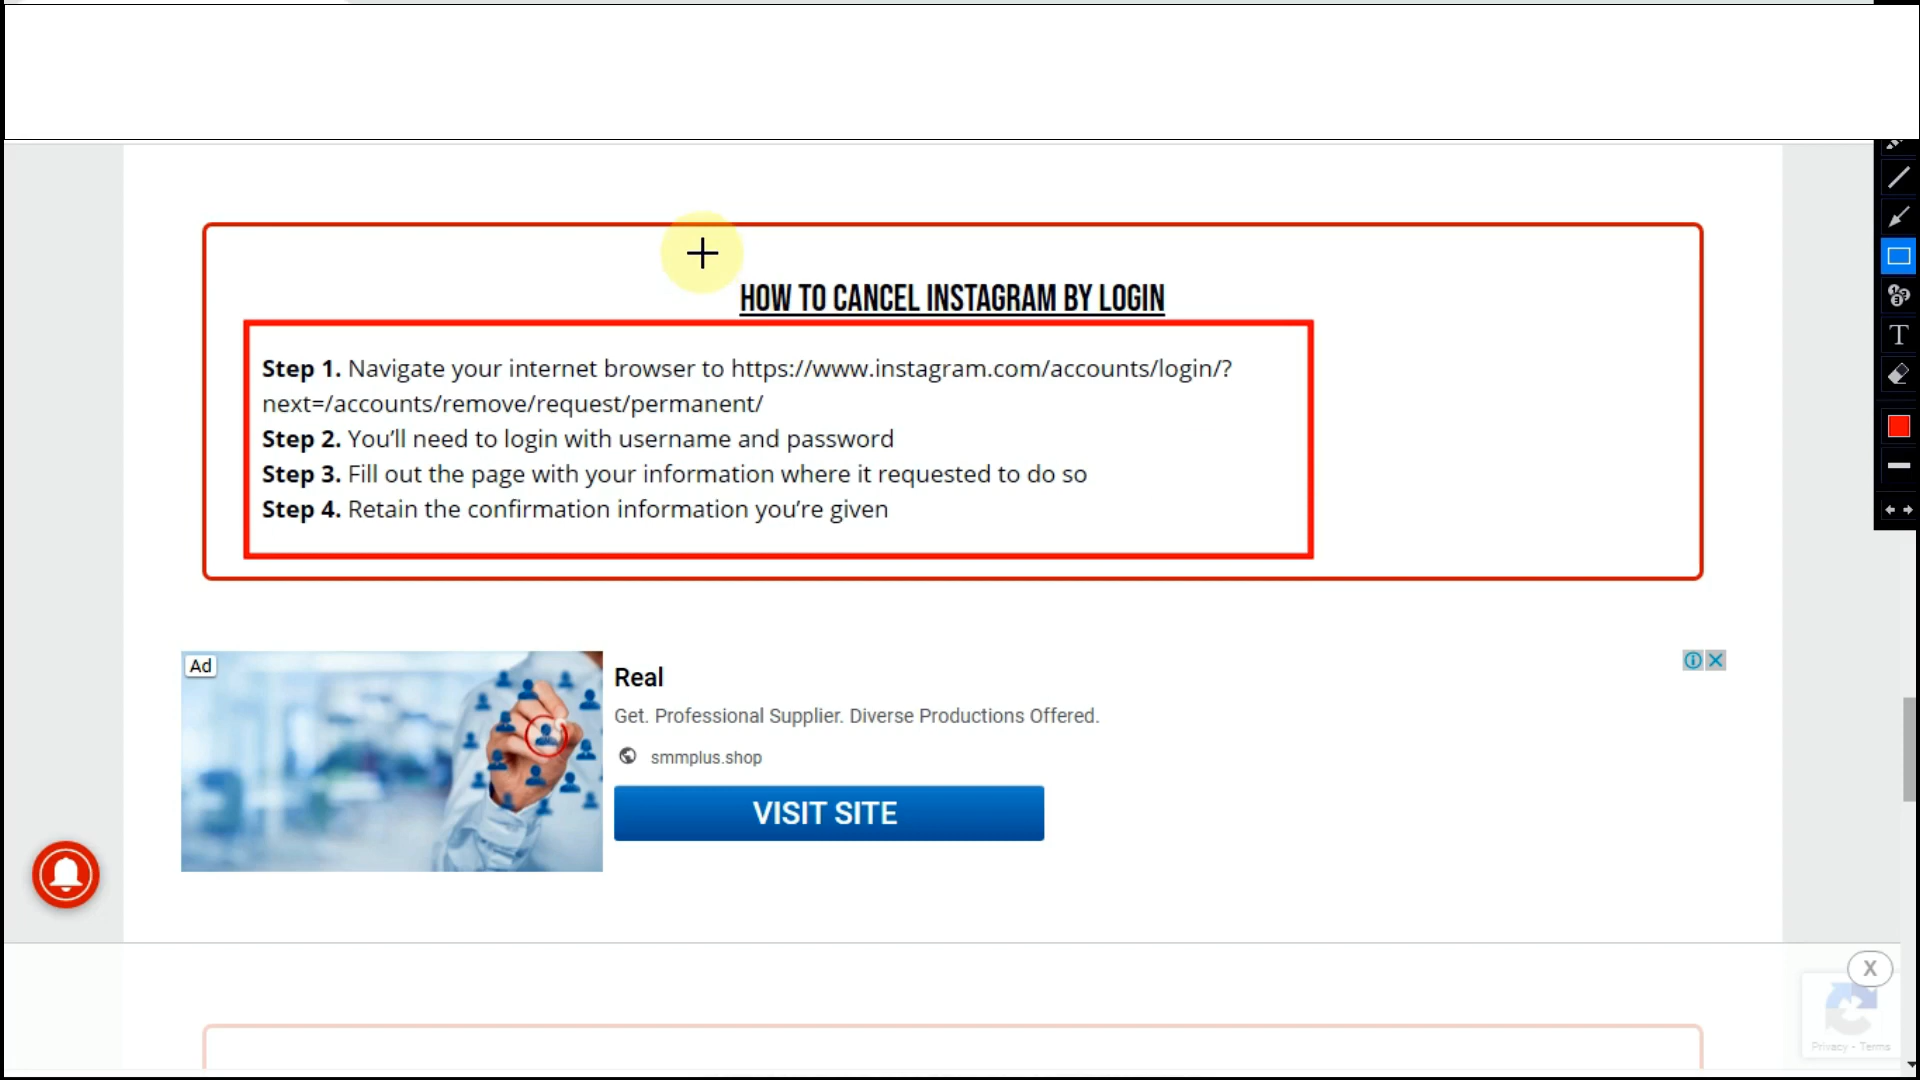 HOW TO CANCEL INSTAGRAM BY LOGIN
Step 1. Navigate your internet browser to https://www.instagram.com/accounts/login/?
next=/accounts/remove/request/permanent/
Step 2. You’ll need to login with username and password
Step 3. Fill out the page with your information where it requested to do so
Step 4. Retain the confirmation information you’re given
Ad
Real
Get. Professional Supplier. Diverse Productions Offered.
smmplus.shop
VISIT SITE
X
Privacy - Terms
T